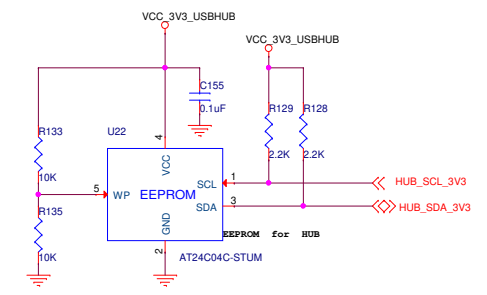 VCC_3V3_USBHUB
VCC_3V3_USBHUB
C155
0.1uF
R129
R128
R133
U22
4
2.2K
2.2K
10K
VCC
1
SCL
HUB_SCL_3V3
5
WP
EEPROM
3
SDA
HUB_SDA_3V3
R135
GND
EEPROM for HUB
2
10K
AT24C04C-STUM